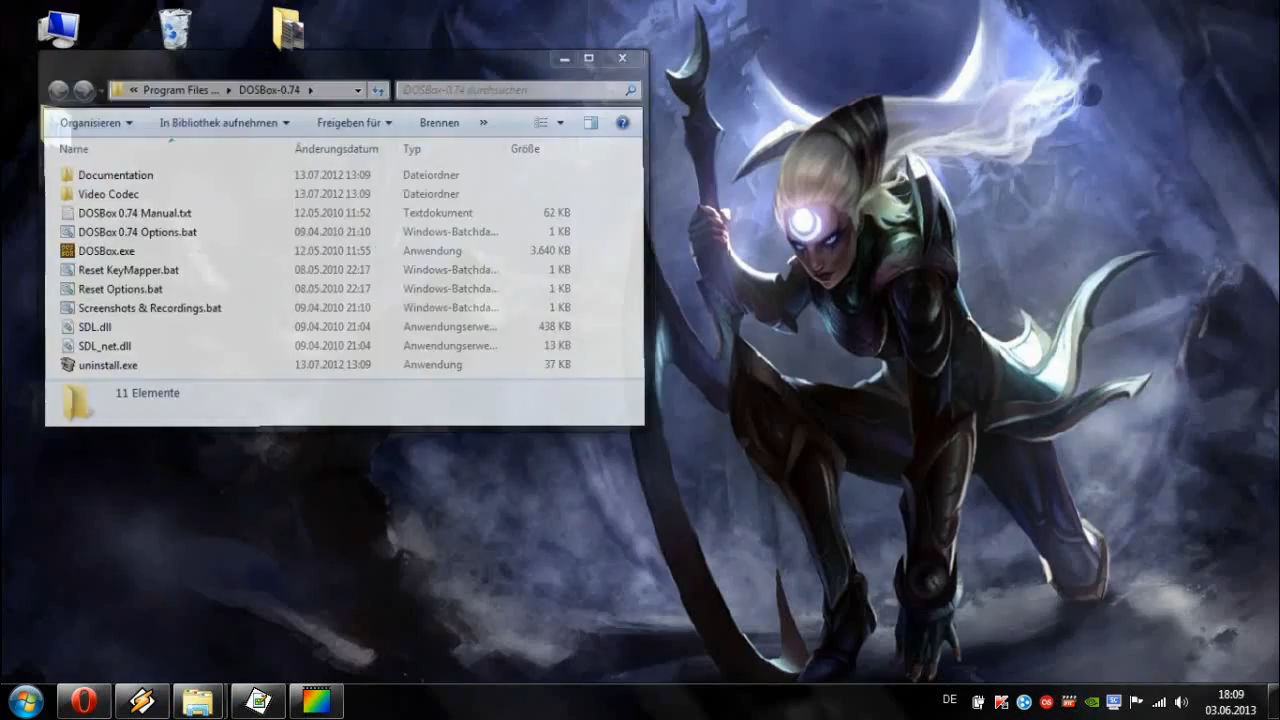 « Program Files ... ▸ DOSBox-0.74 ▸
DOSBox-0.74 durchsuchen
Organisieren In Bibliothek aufnehmen Freigeben für Brennen »
Name Änderungsdatum Typ Größe
Documentation 13.07.2012 13:09 Dateiordner
Video Codec 13.07.2012 13:09 Dateiordner
DOSBox 0.74 Manual.txt 12.05.2010 11:52 Textdokument 62 KB
DOSBox 0.74 Options.bat 09.04.2010 21:10 Windows-Batchda... 1 KB
DOSBox.exe 12.05.2010 11:55 Anwendung 3.640 KB
Reset KeyMapper.bat 08.05.2010 22:17 Windows-Batchda... 1 KB
Reset Options.bat 08.05.2010 22:17 Windows-Batchda... 1 KB
Screenshots & Recordings.bat 09.04.2010 21:10 Windows-Batchda... 1 KB
SDL.dll 09.04.2010 21:04 Anwendungserwe... 438 KB
SDL_net.dll 09.04.2010 21:04 Anwendungserwe... 13 KB
uninstall.exe 13.07.2012 13:09 Anwendung 37 KB
11 Elemente
DE
18:09
03.06.2013